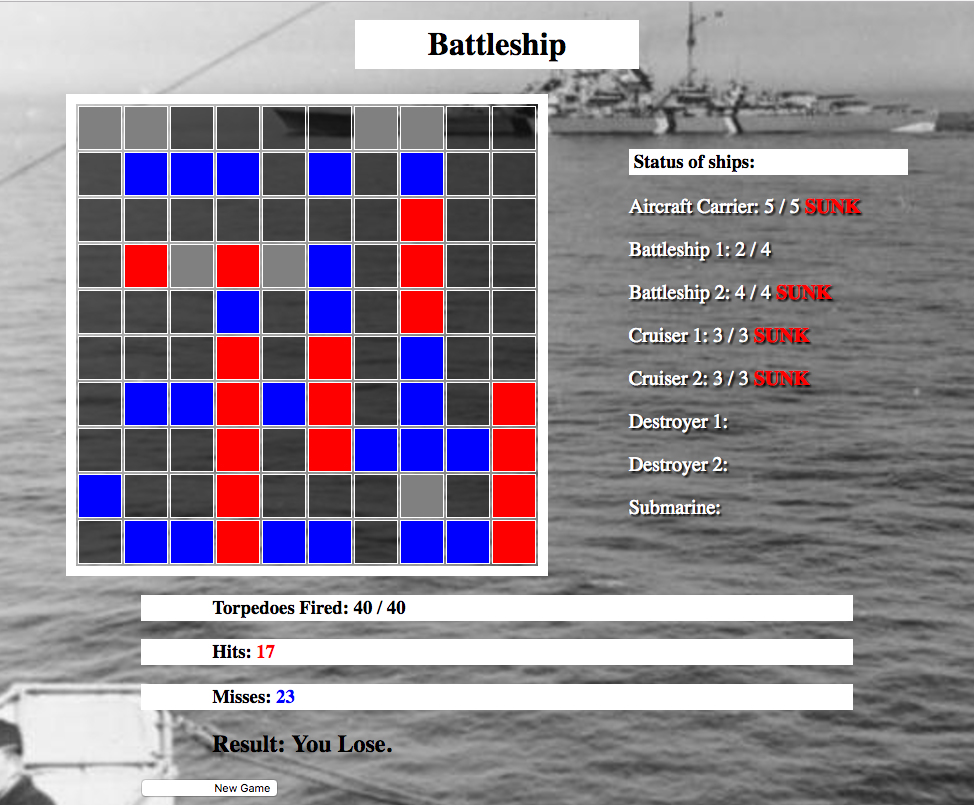 Battleship
Status of ships:
Aircraft Carrier: 5 / 5 SUNK
Battleship 1: 2 / 4
Battleship 2: 4 / 4 SUNK
Cruiser 1: 3 / 3 SUNK
Cruiser 2: 3 / 3 SUNK
Destroyer 1:
Destroyer 2:
Submarine:
Torpedoes Fired: 40 / 40
Hits: 17
Misses: 23
Result: You Lose.
New Game